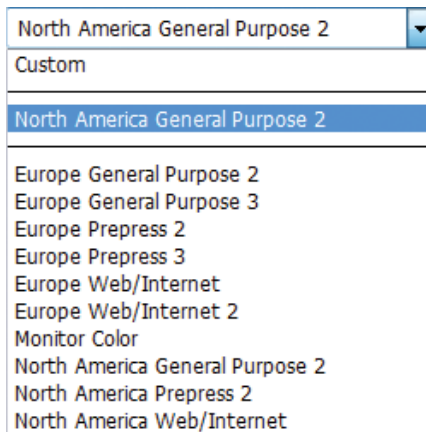 North America General Purpose 2
Custom
North America General Purpose 2
Europe General Purpose 2
Europe General Purpose 3
Europe Prepress 2
Europe Prepress 3
Europe Web/Internet
Europe Web/Internet 2
Monitor Color
North America General Purpose 2
North America Prepress 2
North America Web/Internet